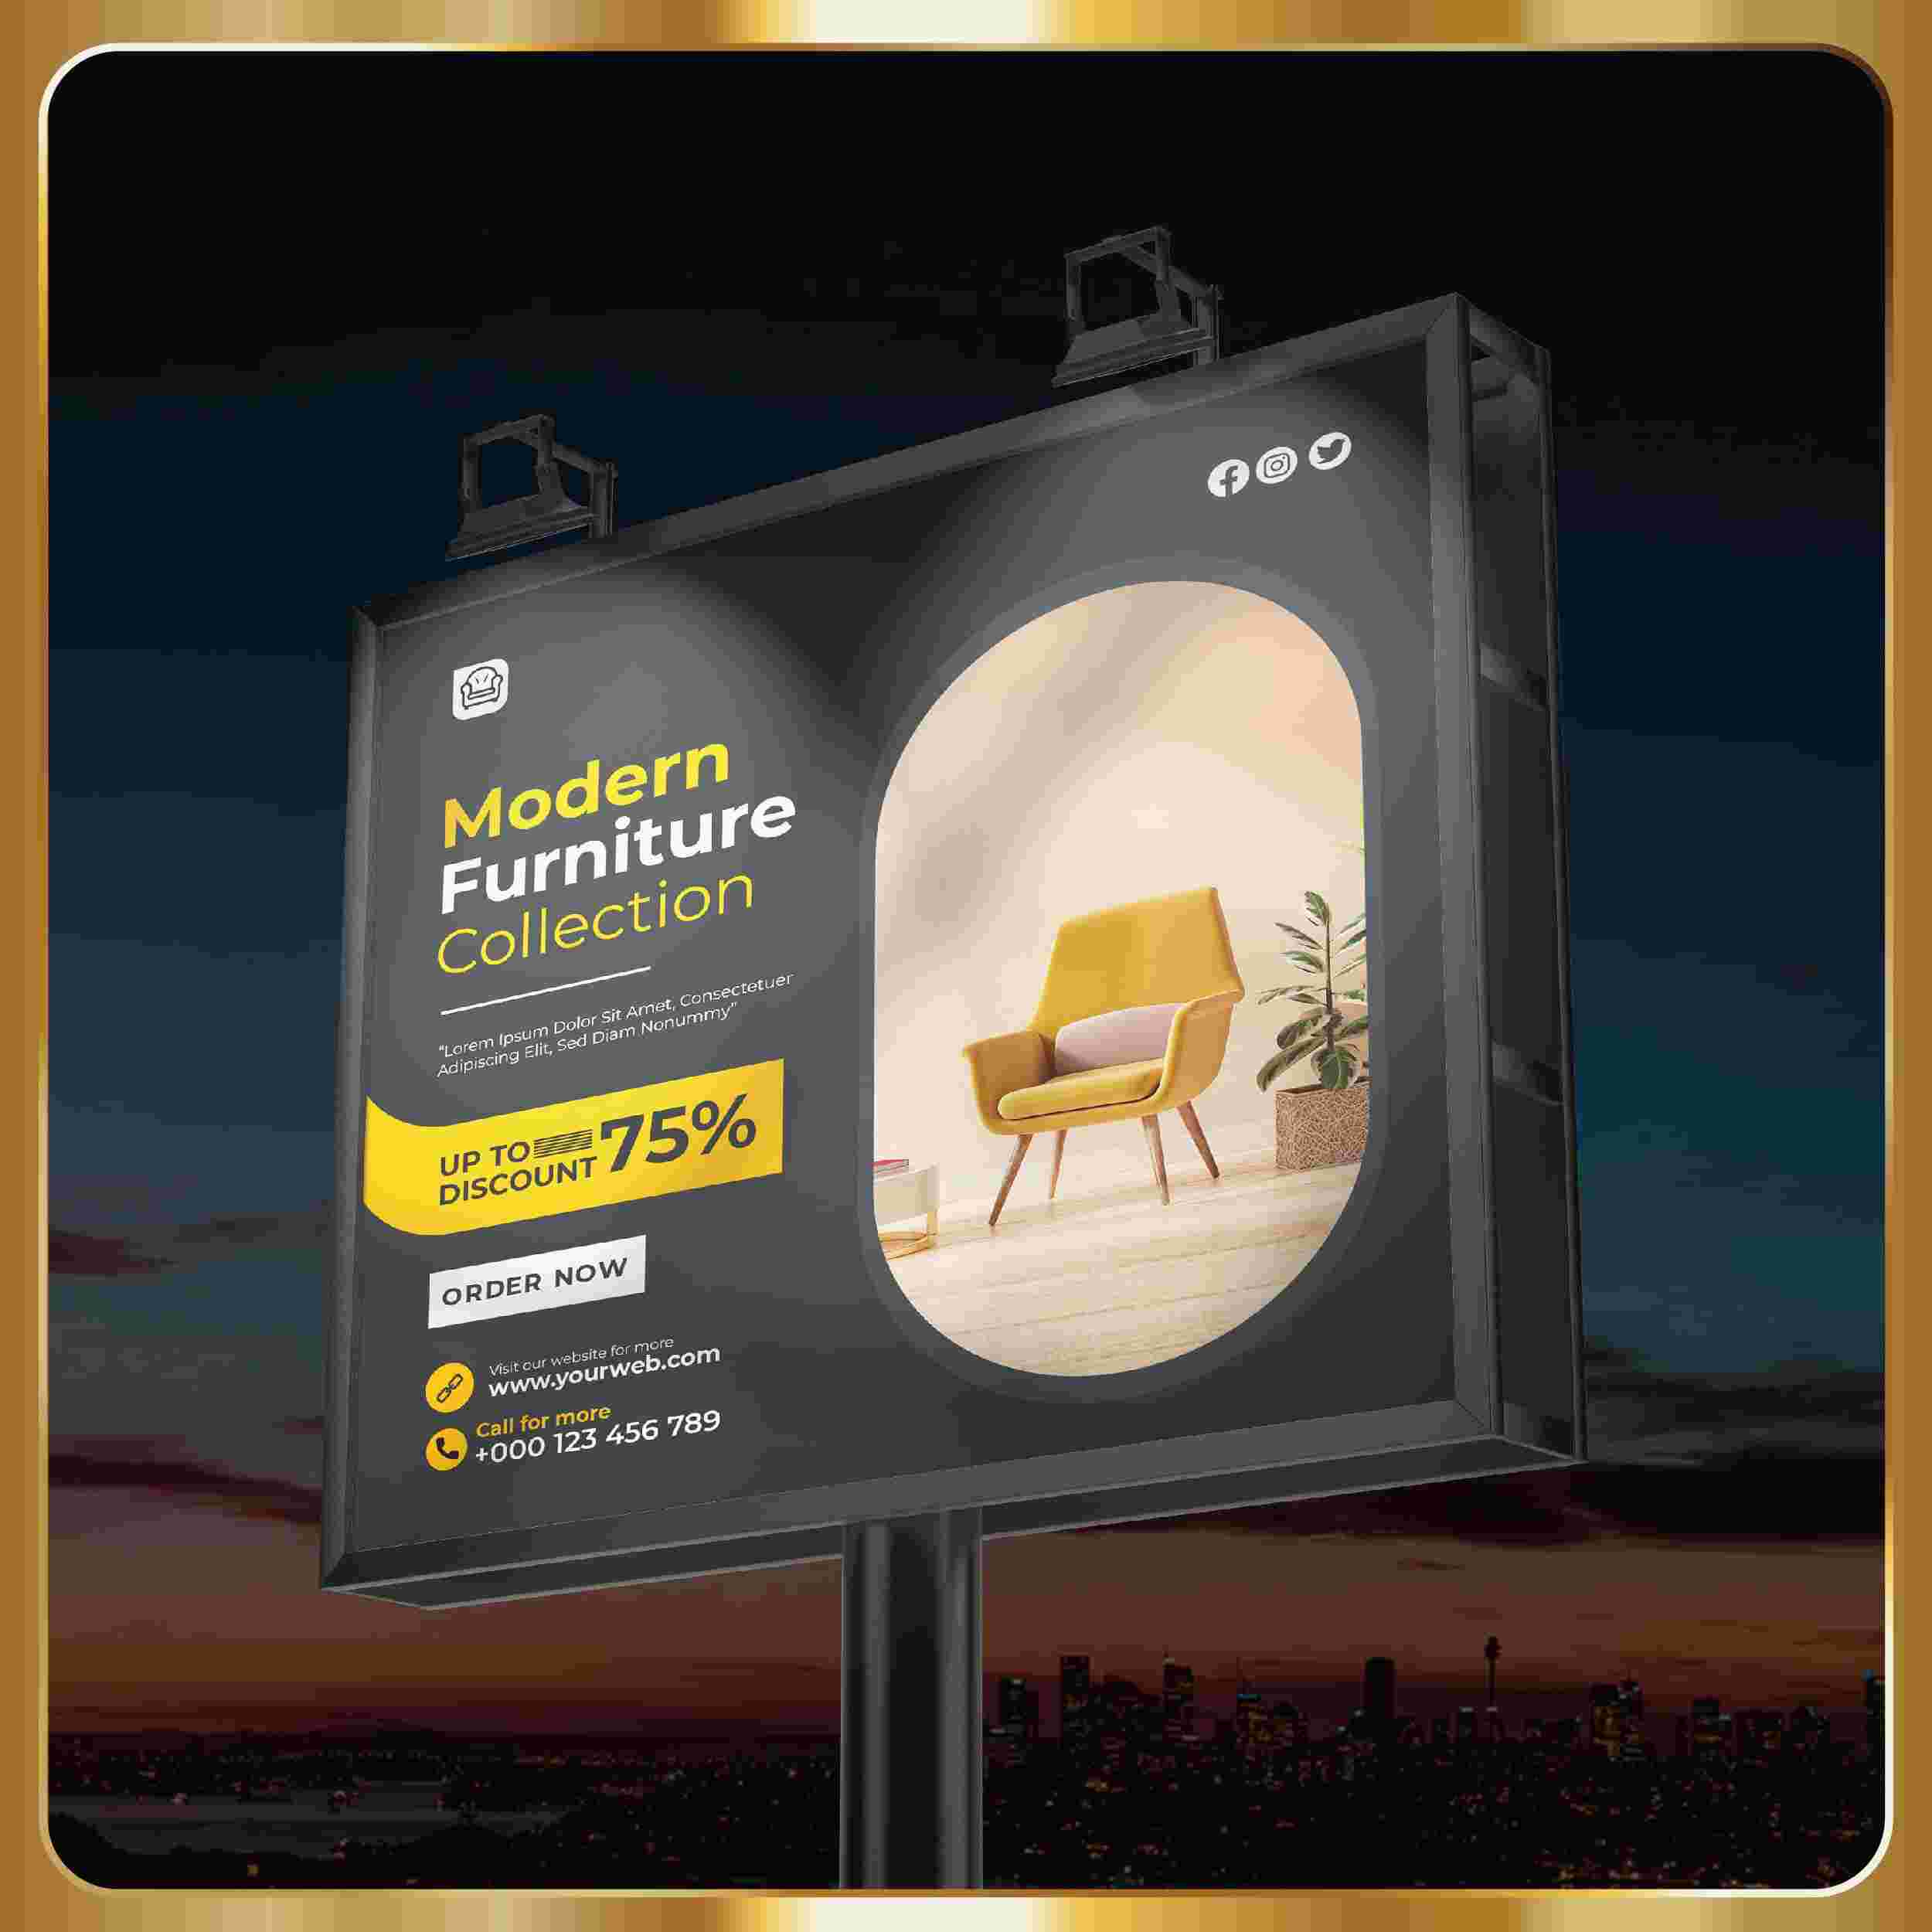 Modern
Furniture
Collection
"Lorem Ipsum Dolor Sit Amet, Consectetuer
Adipiscing Elit, Sed Diam Nonummy"
UP TO
DISCOUNT 75%
ORDER NOW
Visit our website for more
www.yourweb.com
Call for more
+000 123 456 789